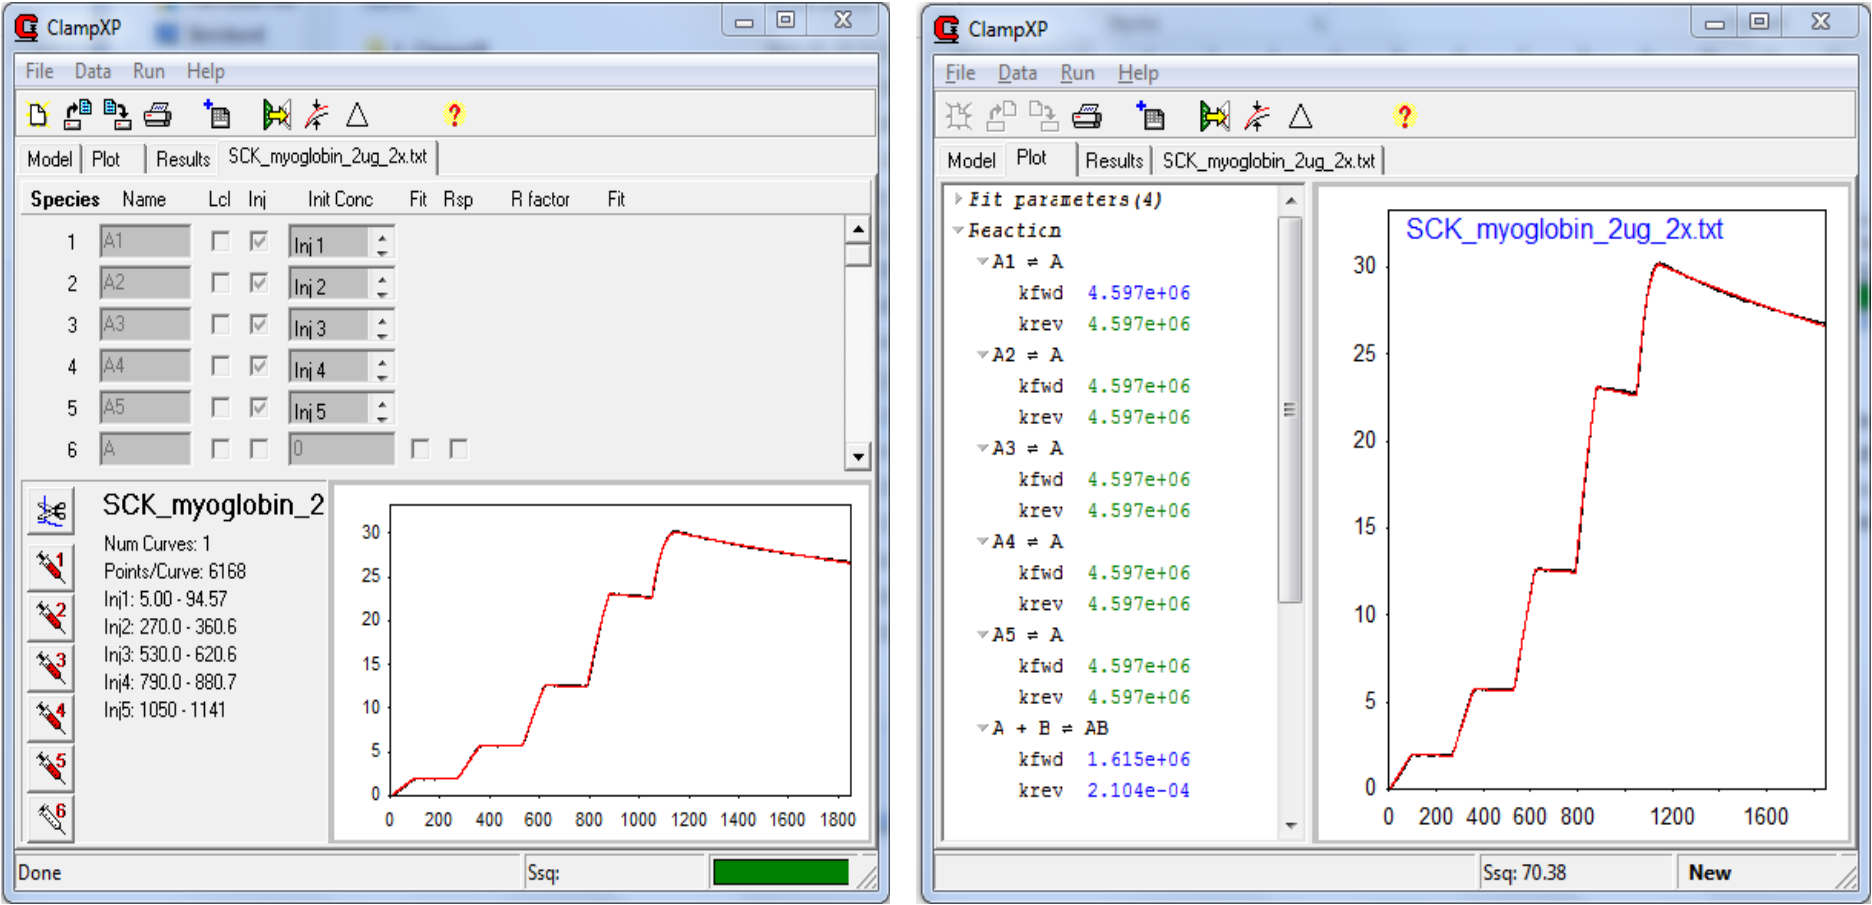 ClampXP
File Data Run Help
Model Plot Results SCK_myoglobin_2ug_2x.txt
Species Name Lcl Inj Init Conc Fit Rsp R factor Fit
1 A1 Inj 1
2 A2 Inj 2
3 A3 Inj 3
4 A4 Inj 4
5 A5 Inj 5
6 A 0
SCK_myoglobin_2
Num Curves: 1
Points/Curve: 6168
Inj1: 5.00 - 94.57
Inj2: 270.0 - 360.6
Inj3: 530.0 - 620.6
Inj4: 790.0 - 880.7
Inj5: 1050 - 1141
1
2
3
4
5
6
30
25
20
15
10
5
0
0 200 400 600 800 1000 1200 1400 1600 1800
Done Ssq:
ClampXP
File Data Run Help
Model Plot Results SCK_myoglobin_2ug_2x.txt
Fit parameters(4)
Reaction
A1 ⇌ A
kfwd 4.597e+06
krev 4.597e+06
A2 ⇌ A
kfwd 4.597e+06
krev 4.597e+06
A3 ⇌ A
kfwd 4.597e+06
krev 4.597e+06
A4 ⇌ A
kfwd 4.597e+06
krev 4.597e+06
A5 ⇌ A
kfwd 4.597e+06
krev 4.597e+06
A + B ⇌ AB
kfwd 1.615e+06
krev 2.104e-04
SCK_myoglobin_2ug_2x.txt
30
25
20
15
10
5
0
0 200 400 600 800 1200 1600
Ssq: 70.38 New